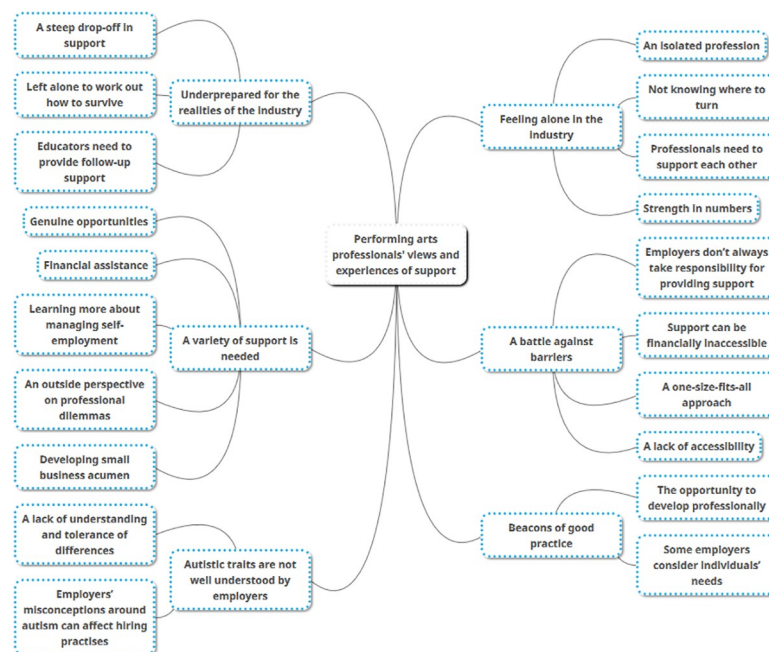 A steep drop-off in
support
Left alone to work out
how to survive
Educators need to
provide follow-up
support
Underprepared for the
realities of the industry
Genuine opportunities
Financial assistance
Learning more about
managing self-
employment
An outside perspective
on professional
dilemmas
Developing small
business acumen
A variety of support is
needed
A lack of understanding
and tolerance of
differences
Employers'
misconceptions around
autism can affect hiring
practises
Autistic traits are not
well understood by
employers
Performing arts
professionals' views and
experiences of support
Feeling alone in the
industry
An isolated profession
Not knowing where to
turn
Professionals need to
support each other
Strength in numbers
A battle against
barriers
Employers don't always
take responsibility for
providing support
Support can be
financially inaccessible
A one-size-fits-all
approach
A lack of accessibility
Beacons of good
practice
The opportunity to
develop professionally
Some employers
consider individuals'
needs